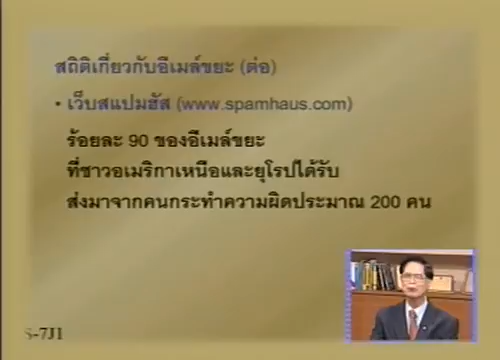 สถิติเกี่ยวกับอีเมล์ขยะ (ต่อ)
• เว็บสแปมฮัส (www.spamhaus.com)
ร้อยละ 90 ของอีเมล์ขยะ
ที่ชาวอเมริกาเหนือและยุโรปได้รับ
ส่งมาจากคนกระทำความผิดประมาณ 200 คน
S-7J1